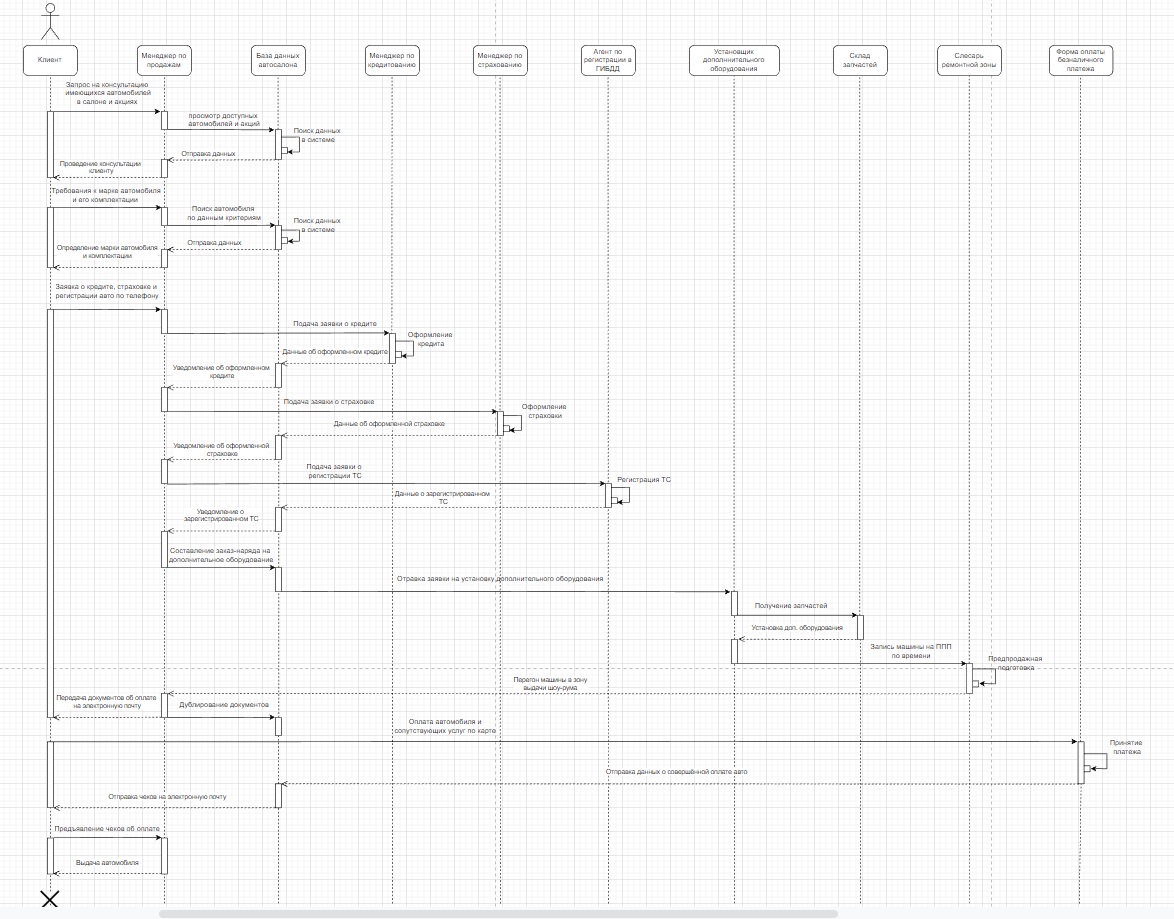 Клиент
Менеджер по
продажам
База данных
автосалона
Менеджер по
кредитованию
Менеджер по
страхованию
Агент по
регистрации в
ГИБДД
Установщик
дополнительного
оборудования
Склад
запчастей
Слесарь
ремонтной зоны
Форма оплаты
безналичного
платежа
Запрос на консультацию
имеющихся автомобилей
в салоне и акциях
просмотр доступных
автомобилей и акций
Поиск данных
в системе
Отправка данных
Проведение консультации
клиенту
Требования к марке автомобиля
и его комплектации
Поиск автомобиля
по данным критериям
Поиск данных
в системе
Отправка данных
Определение марки автомобиля
и комплектации
Заявка о кредите, страховке и
регистрации авто по телефону
Подача заявки о кредите
Оформление
кредита
Данные об оформленном кредите
Уведомление об оформленном
кредите
Подача заявки о страховке
Оформление
страховки
Данные об оформленной страховке
Уведомление об оформленной
страховке
Подача заявки о
регистрации ТС
Регистрация ТС
Данные о зарегистрированном
ТС
Уведомление о
зарегистрированном ТС
Составление заказ-наряда на
дополнительное оборудование
Отравка заявки на установку дополнительного оборудования
Получение запчастей
Установка доп. оборудования
Запись машины на ППП
по времени
Предпродажная
подготовка
Перегон машины в зону
выдачи шоу-рума
Передача документов об оплате
на электронную почту
Дублирование документов
Оплата автомобиля и
сопутствующих услуг по карте
Принятие
платежа
Отправка данных о совершённой оплате авто
Отправка чеков на электронную почту
Предъявление чеков об оплате
Выдача автомобиля